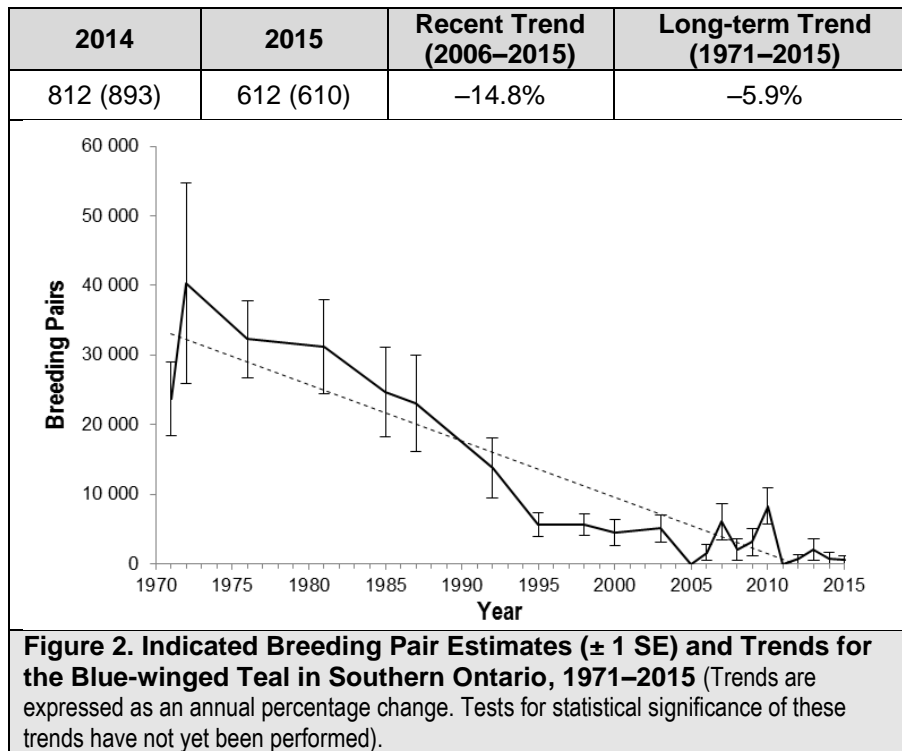 2014 2015 Recent Trend Long-term Trend
(2006–2015) (1971–2015)
812 (893) 612 (610) –14.8% –5.9%
60 000
50 000
40 000
30 000
20 000
10 000
0
Breeding Pairs
1970 1975 1980 1985 1990 1995 2000 2005 2010 2015
Year
Figure 2. Indicated Breeding Pair Estimates (± 1 SE) and Trends for
the Blue-winged Teal in Southern Ontario, 1971–2015 (Trends are
expressed as an annual percentage change. Tests for statistical significance of these
trends have not yet been performed).